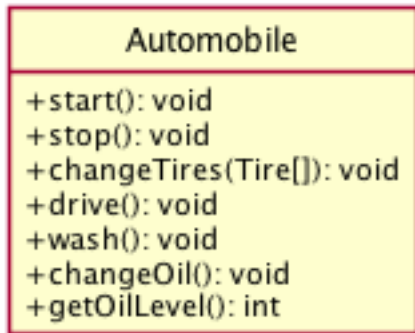 Automobile
+start(): void
+stop(): void
+changeTires(Tire[]): void
+drive(): void
+wash(): void
+changeOil(): void
+getOilLevel(): int